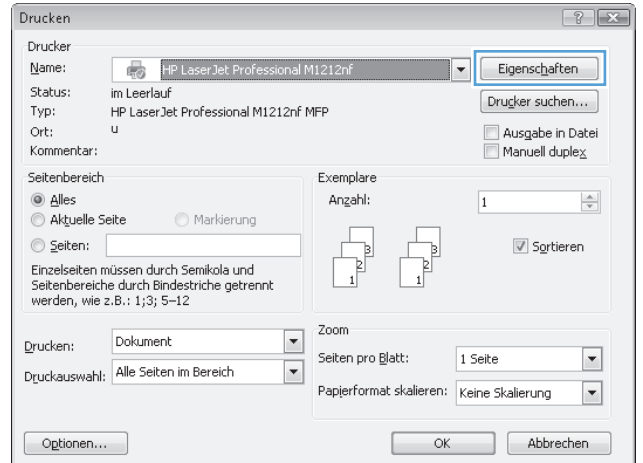 Drucken
Drucker
Name: HP LaserJet Professional M1212nf Eigenschaften
Status: im Leerlauf
Typ: HP LaserJet Professional M1212nf MFP Drucker suchen...
Ort: u Ausgabe in Datei
Kommentar: Manuell duplex
Seitenbereich Exemplare
Alles Anzahl: 1
Aktuelle Seite Markierung
Seiten: Sortieren
3 3
2 2
1 1
Einzelseiten müssen durch Semikola und
Seitenbereiche durch Bindestriche getrennt
werden, wie z.B.: 1;3; 5–12
Zoom
Drucken: Dokument
Seiten pro Blatt: 1 Seite
Druckauswahl: Alle Seiten im Bereich
Papierformat skalieren: Keine Skalierung
Optionen... OK Abbrechen